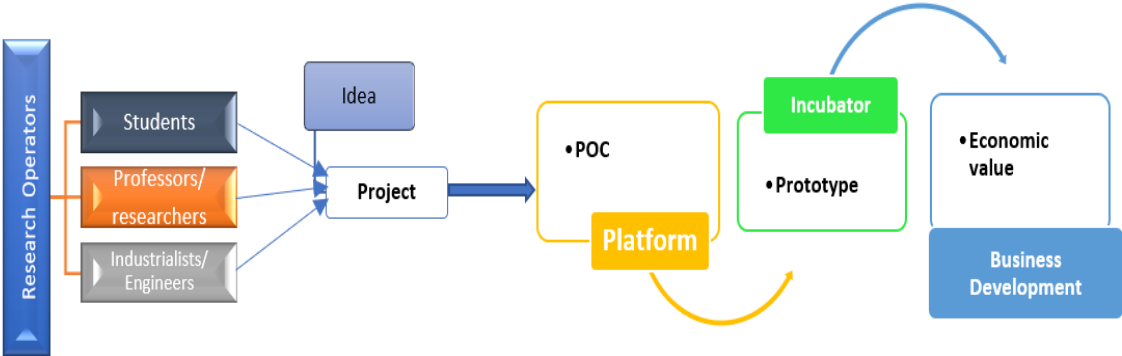 Research Operators
Students
Professors/
researchers
Industrialists/
Engineers
Idea
Project
•POC
Platform
Incubator
•Prototype
•Economic
value
Business
Development